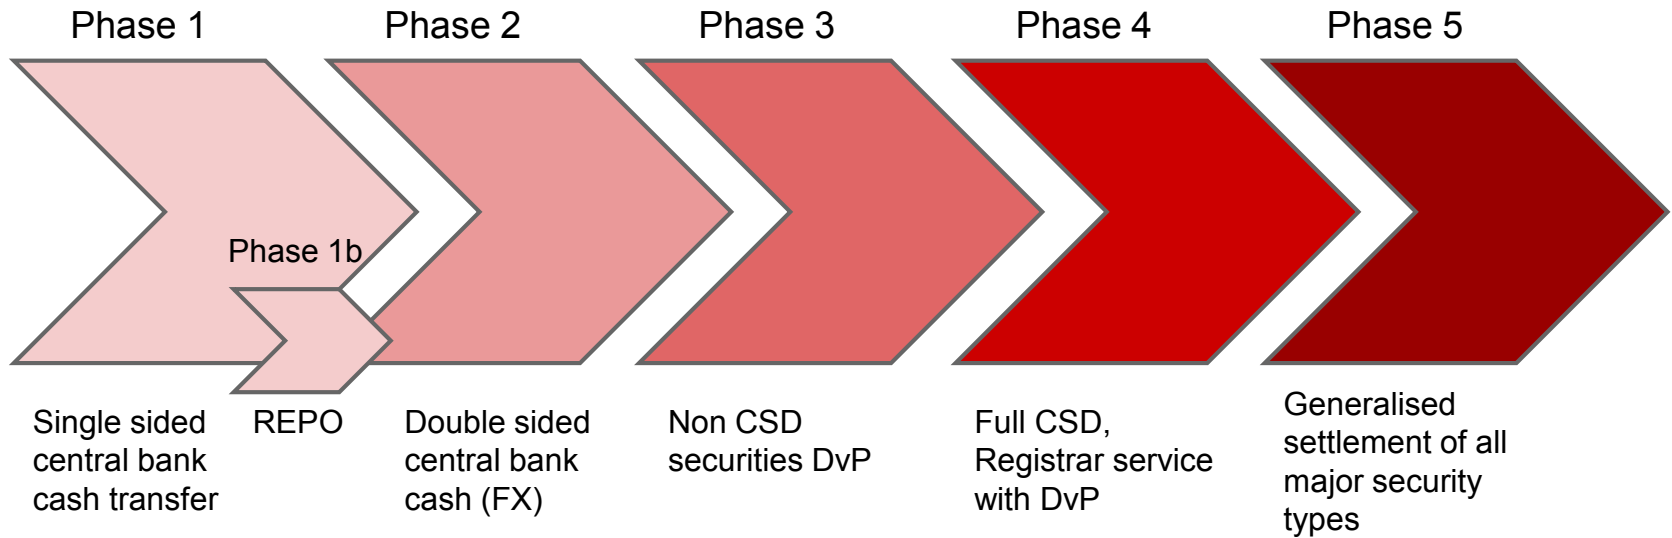 Phase 1
Phase 2
Phase 3
Phase 4
Phase 5
Phase 1b
Single sided
central bank
cash transfer
REPO
Double sided
central bank
cash (FX)
Non CSD
securities DvP
Full CSD,
Registrar service
with DvP
Generalised
settlement of all
major security
types